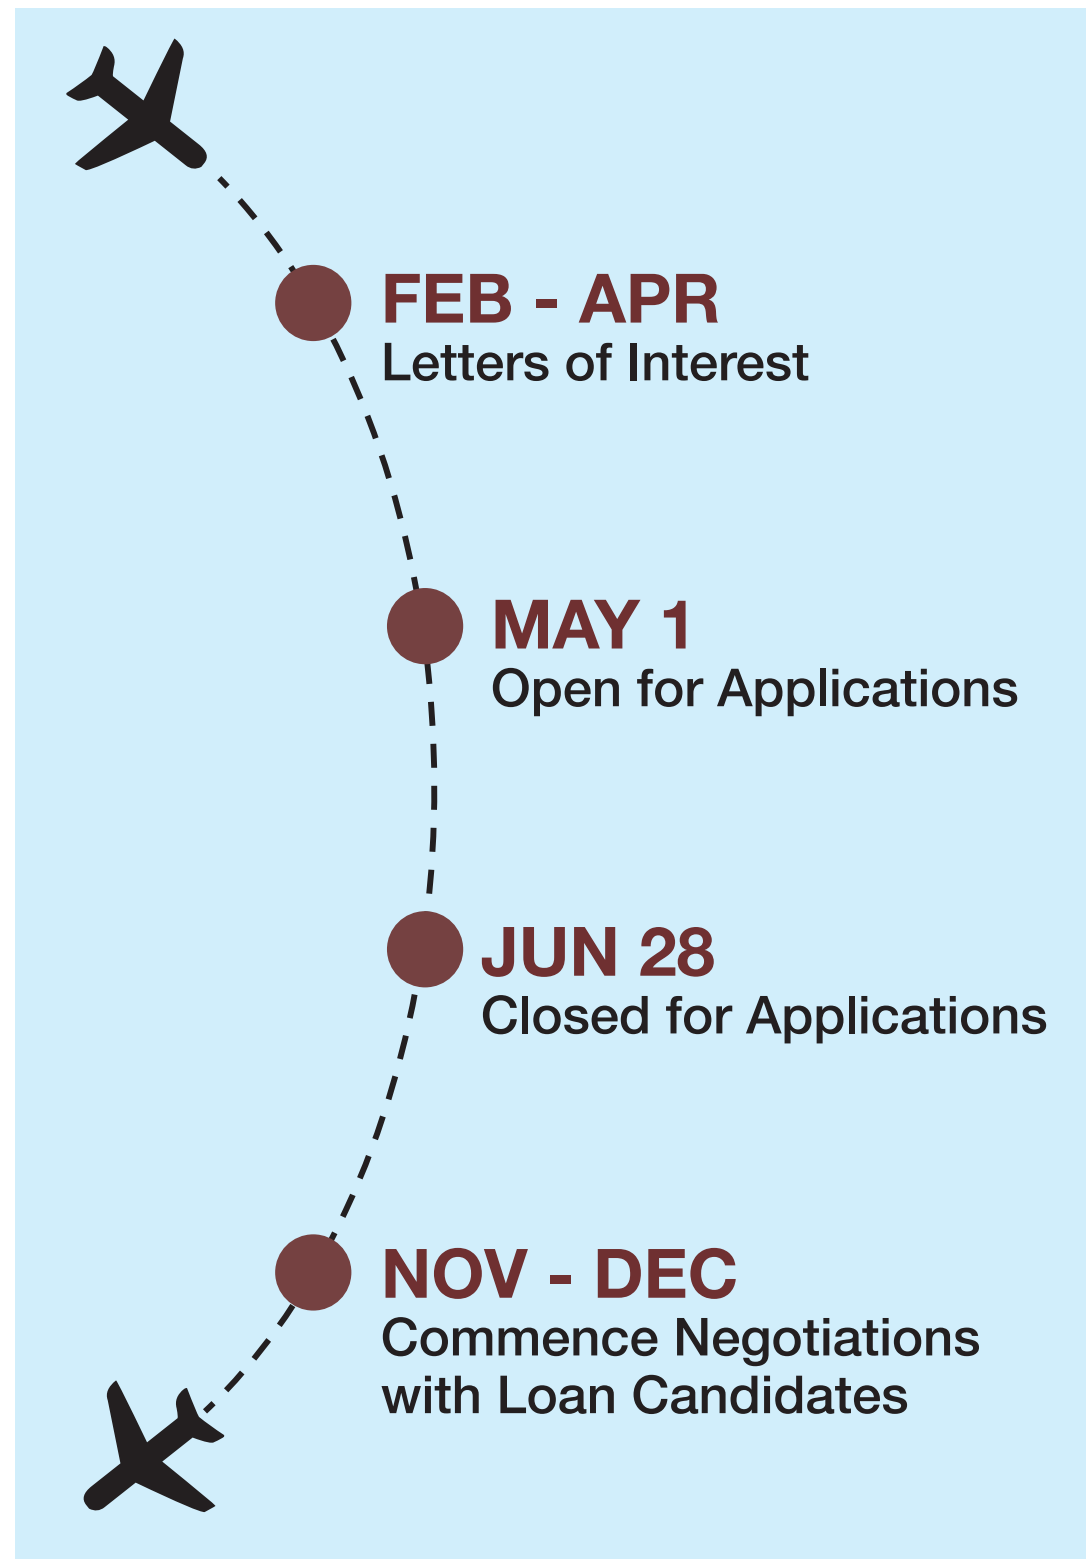 FEB - APR
Letters of Interest
MAY 1
Open for Applications
JUN 28
Closed for Applications
NOV - DEC
Commence Negotiations
with Loan Candidates